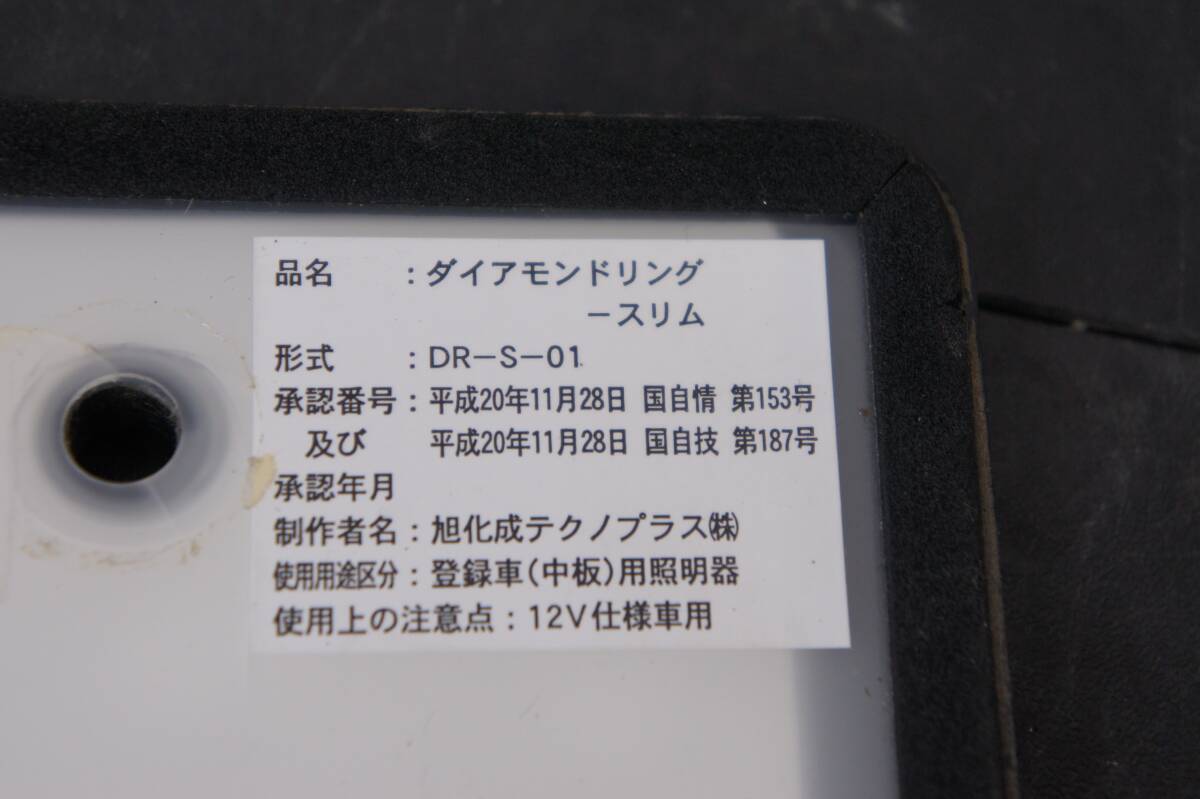 品名　　：ダイアモンドリング
－スリム
形式　　：DR－S－01
承認番号：平成20年11月28日 国自情 第153号
及び　　平成20年11月28日 国自技 第187号
承認年月
制作者名：旭化成テクノプラス㈱
使用用途区分：登録車(中板)用照明器
使用上の注意点：12V仕様車用